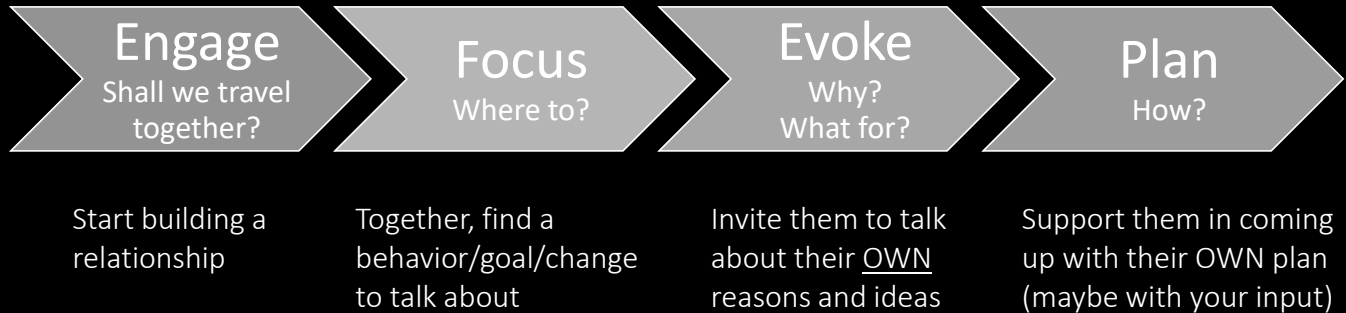 Engage
Shall we travel
together?
Focus
Where to?
Evoke
Why?
What for?
Plan
How?
Start building a
relationship
Together, find a
behavior/goal/change
to talk about
Invite them to talk
about their OWN
reasons and ideas
Support them in coming
up with their OWN plan
(maybe with your input)